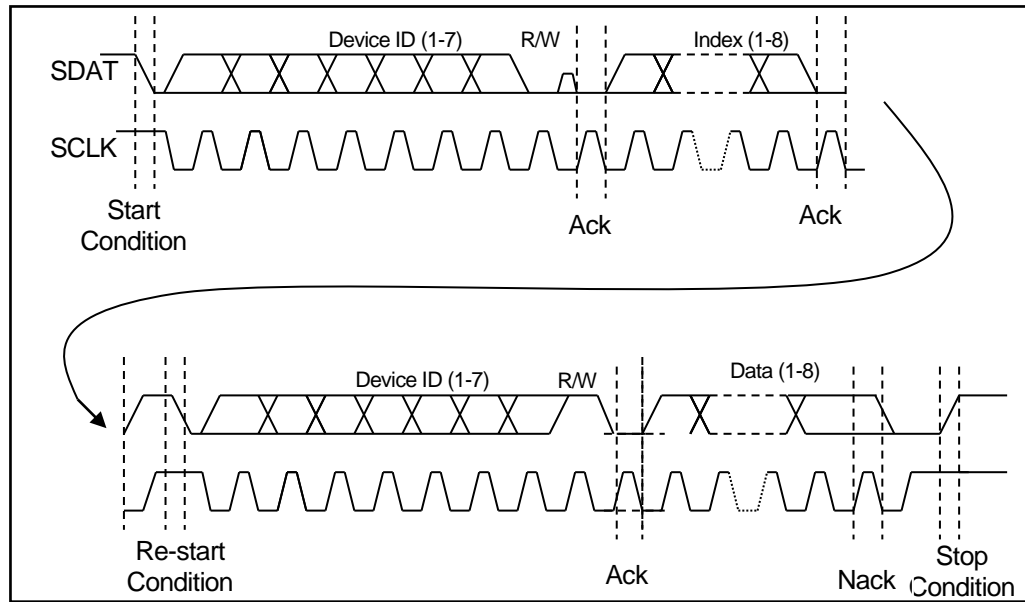 Device ID (1-7)
R/W
Index (1-8)
SDAT
SCLK
Start
Condition
Ack
Ack
Device ID (1-7)
R/W
Data (1-8)
Re-start
Condition
Ack
Nack
Stop
Condition